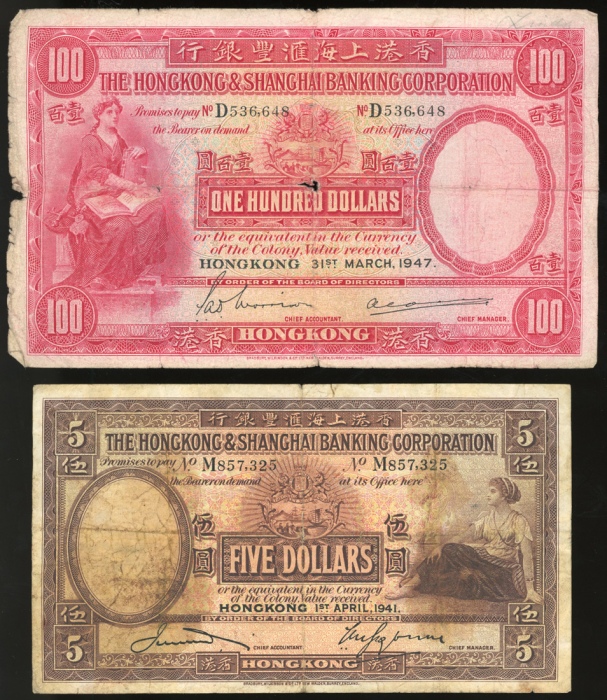 行銀豐滙海上港香
100 THE HONGKONG & SHANGHAI BANKING CORPORATION 100
百壹 Promises to pay Nº D536,648 Nº D536,648 百壹
the Bearer on demand at its Office here
圓 百壹
ONE HUNDRED DOLLARS
or the equivalent in the Currency
of the Colony, Value received.
百壹
HONGKONG 31ST MARCH, 1947.
BY ORDER OF THE BOARD OF DIRECTORS
CHIEF ACCOUNTANT CHIEF MANAGER.
100 港香 HONGKONG 港香 100
行銀豐滙海上港香
5 THE HONGKONG & SHANGHAI BANKING CORPORATION 5
伍 Promises to pay Nº M857,325 Nº M857,325 伍
the Bearer on demand at its Office here
伍 伍
圓 FIVE DOLLARS 圓
or the equivalent in the Currency
of the Colony, Value received.
伍 HONGKONG 1ST APRIL, 1941. 伍
BY ORDER OF THE BOARD OF DIRECTORS
CHIEF ACCOUNTANT CHIEF MANAGER.
5 港香 HONGKONG 港香 5